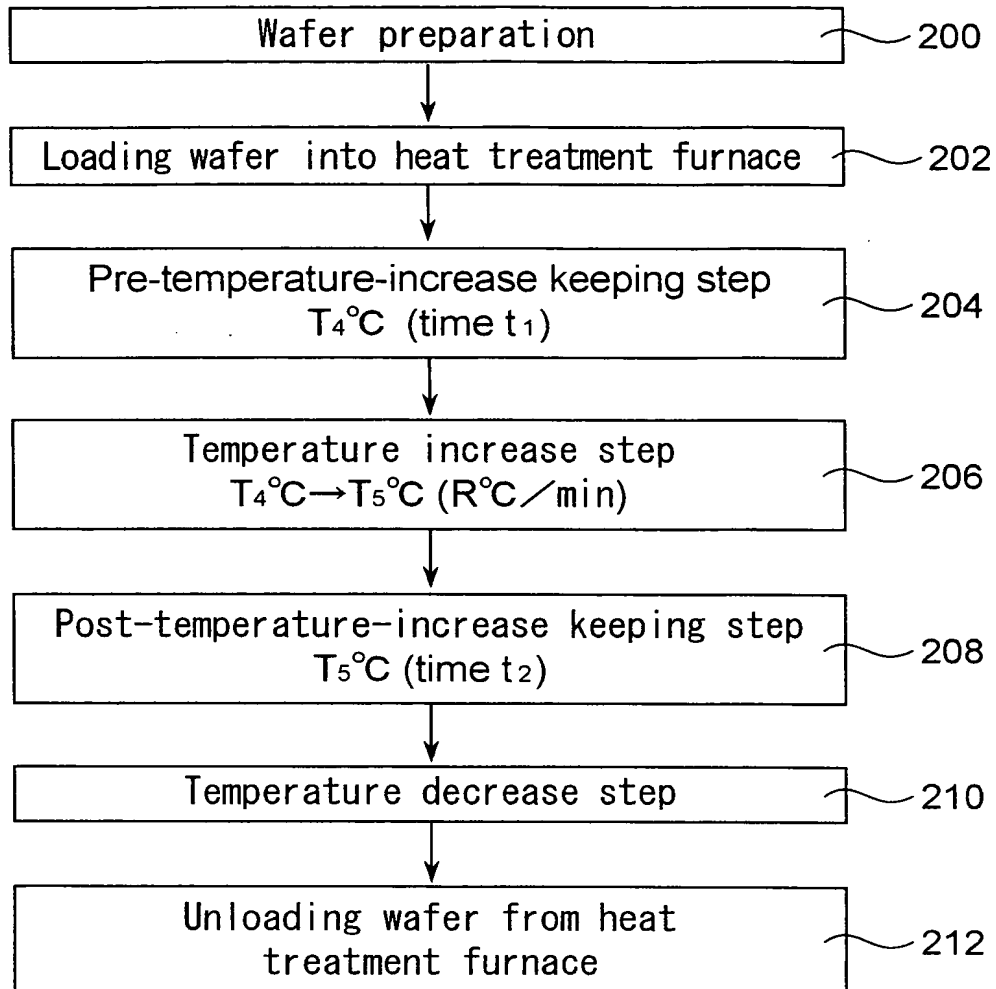 Wafer preparation 200
Loading wafer into heat treatment furnace 202
Pre-temperature-increase keeping step
T₄℃ (time t₁) 204
Temperature increase step
T₄℃→T₅℃ (R℃／min) 206
Post-temperature-increase keeping step
T₅℃ (time t₂) 208
Temperature decrease step 210
Unloading wafer from heat
treatment furnace 212